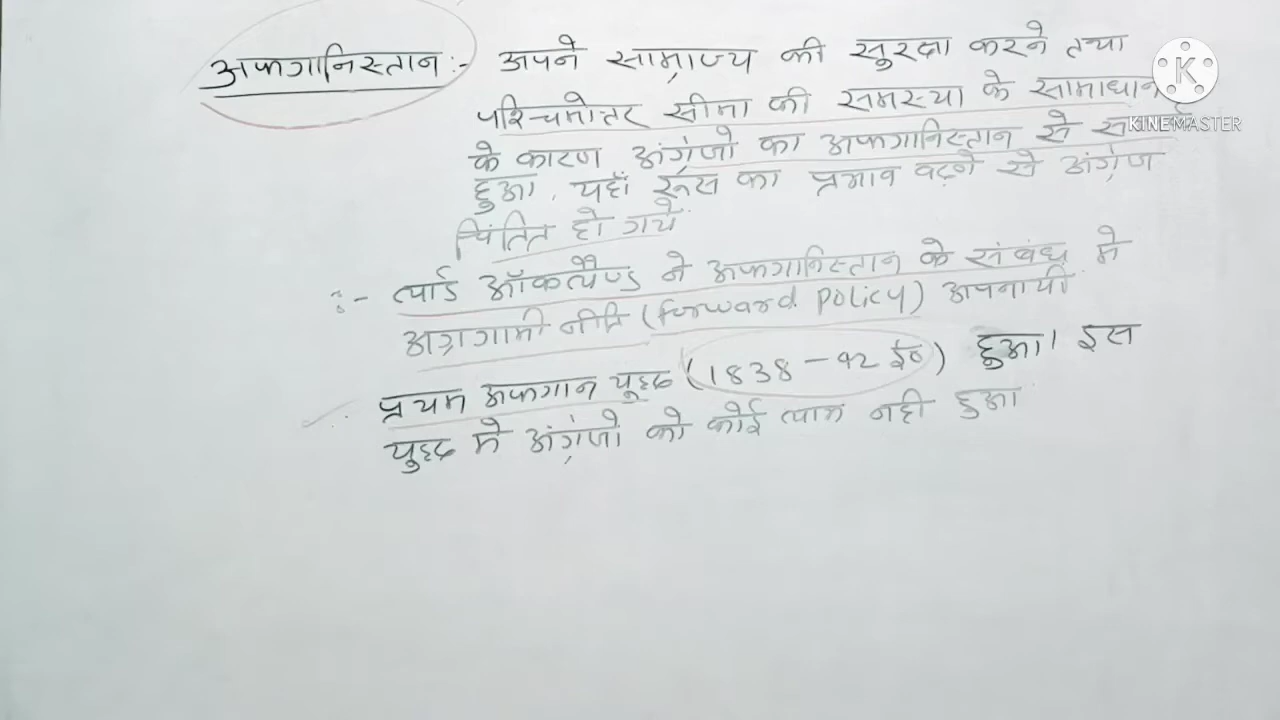 अफगानिस्तान:- अपने साम्राज्य की सुरक्षा करने तथा
K
KINEMASTER
पश्चिमोत्तर सीमा की समस्या के सामाधान
के कारण अंग्रेजो का अफगानिस्तान से
हुआ, यहाँ रूस का प्रभाव बढ़ने से अंग्रेज
चिंतित हो गये
:- लार्ड ऑकलैण्ड ने अफगानिस्तान के संबंध मे
अग्रगामी नीति (forward policy) अपनायी
प्रथम अफगान युद्ध (1838 - 42 ई०) हुआ। इस
युद्ध मे अंग्रेजो को कोई लाभ नही हुआ